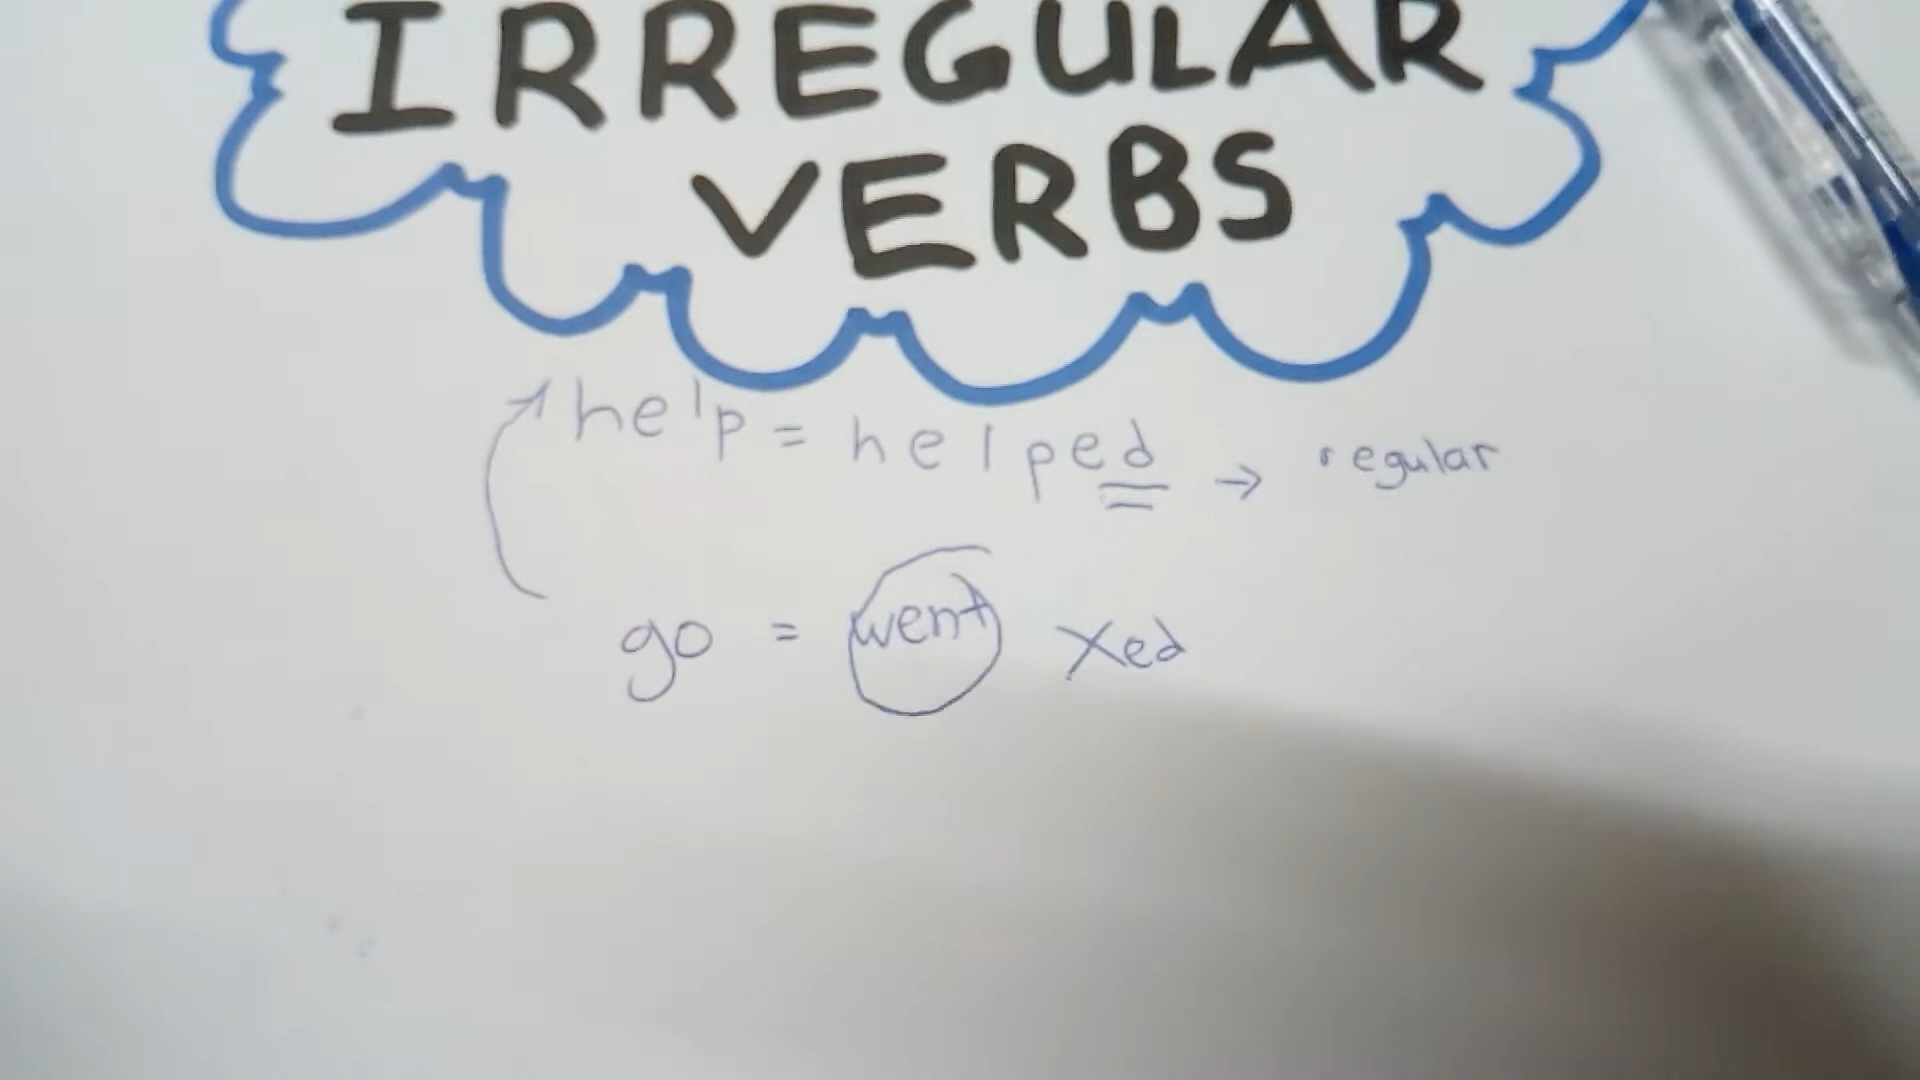 IRREGULAR
VERBS
help = helped → regular
go = went Xed